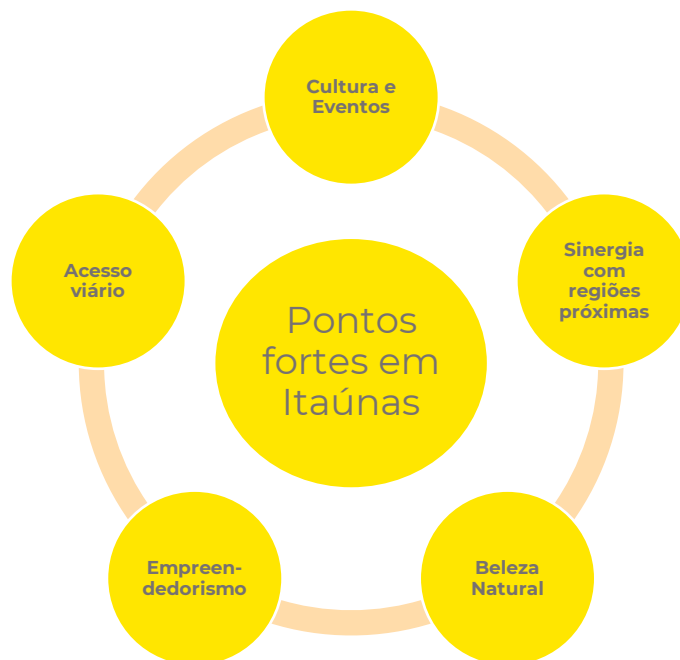 Cultura e
Eventos
Sinergia
com
regiões
próximas
Acesso
viário
Pontos
fortes em
Itaúnas
Empreen-
dedorismo
Beleza
Natural